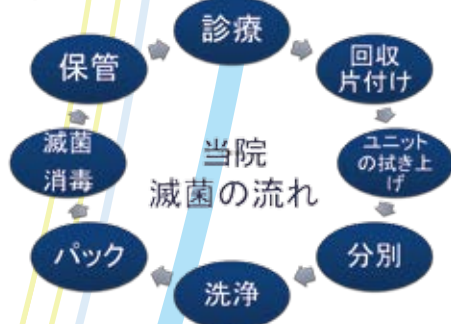 診療
回収
片付け
ユニット
の拭き上
げ
分別
洗浄
パック
滅菌
消毒
保管
当院
滅菌の流れ